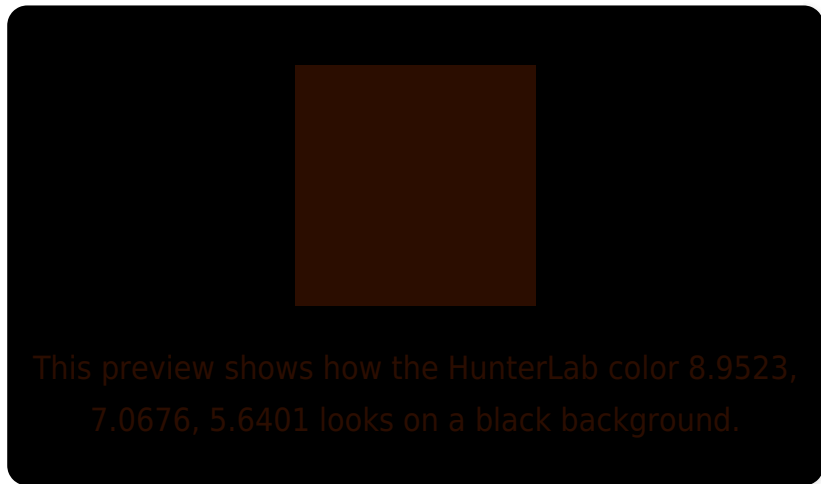 This preview shows how the HunterLab color 8.9523,
7.0676, 5.6401 looks on a black background.